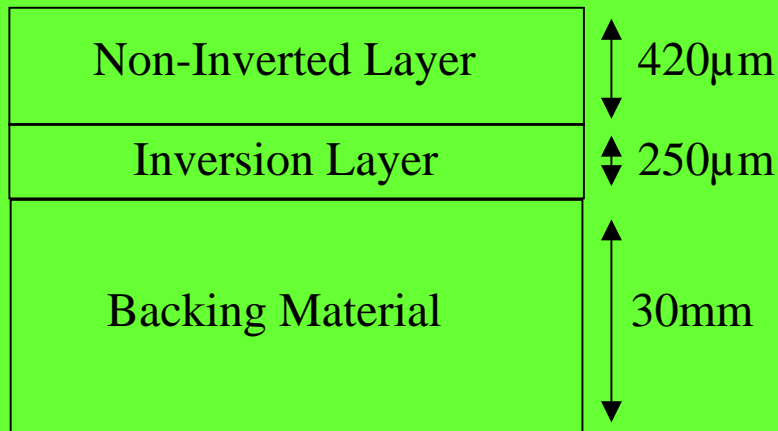 Non-Inverted Layer 420µm
Inversion Layer 250µm
Backing Material 30mm